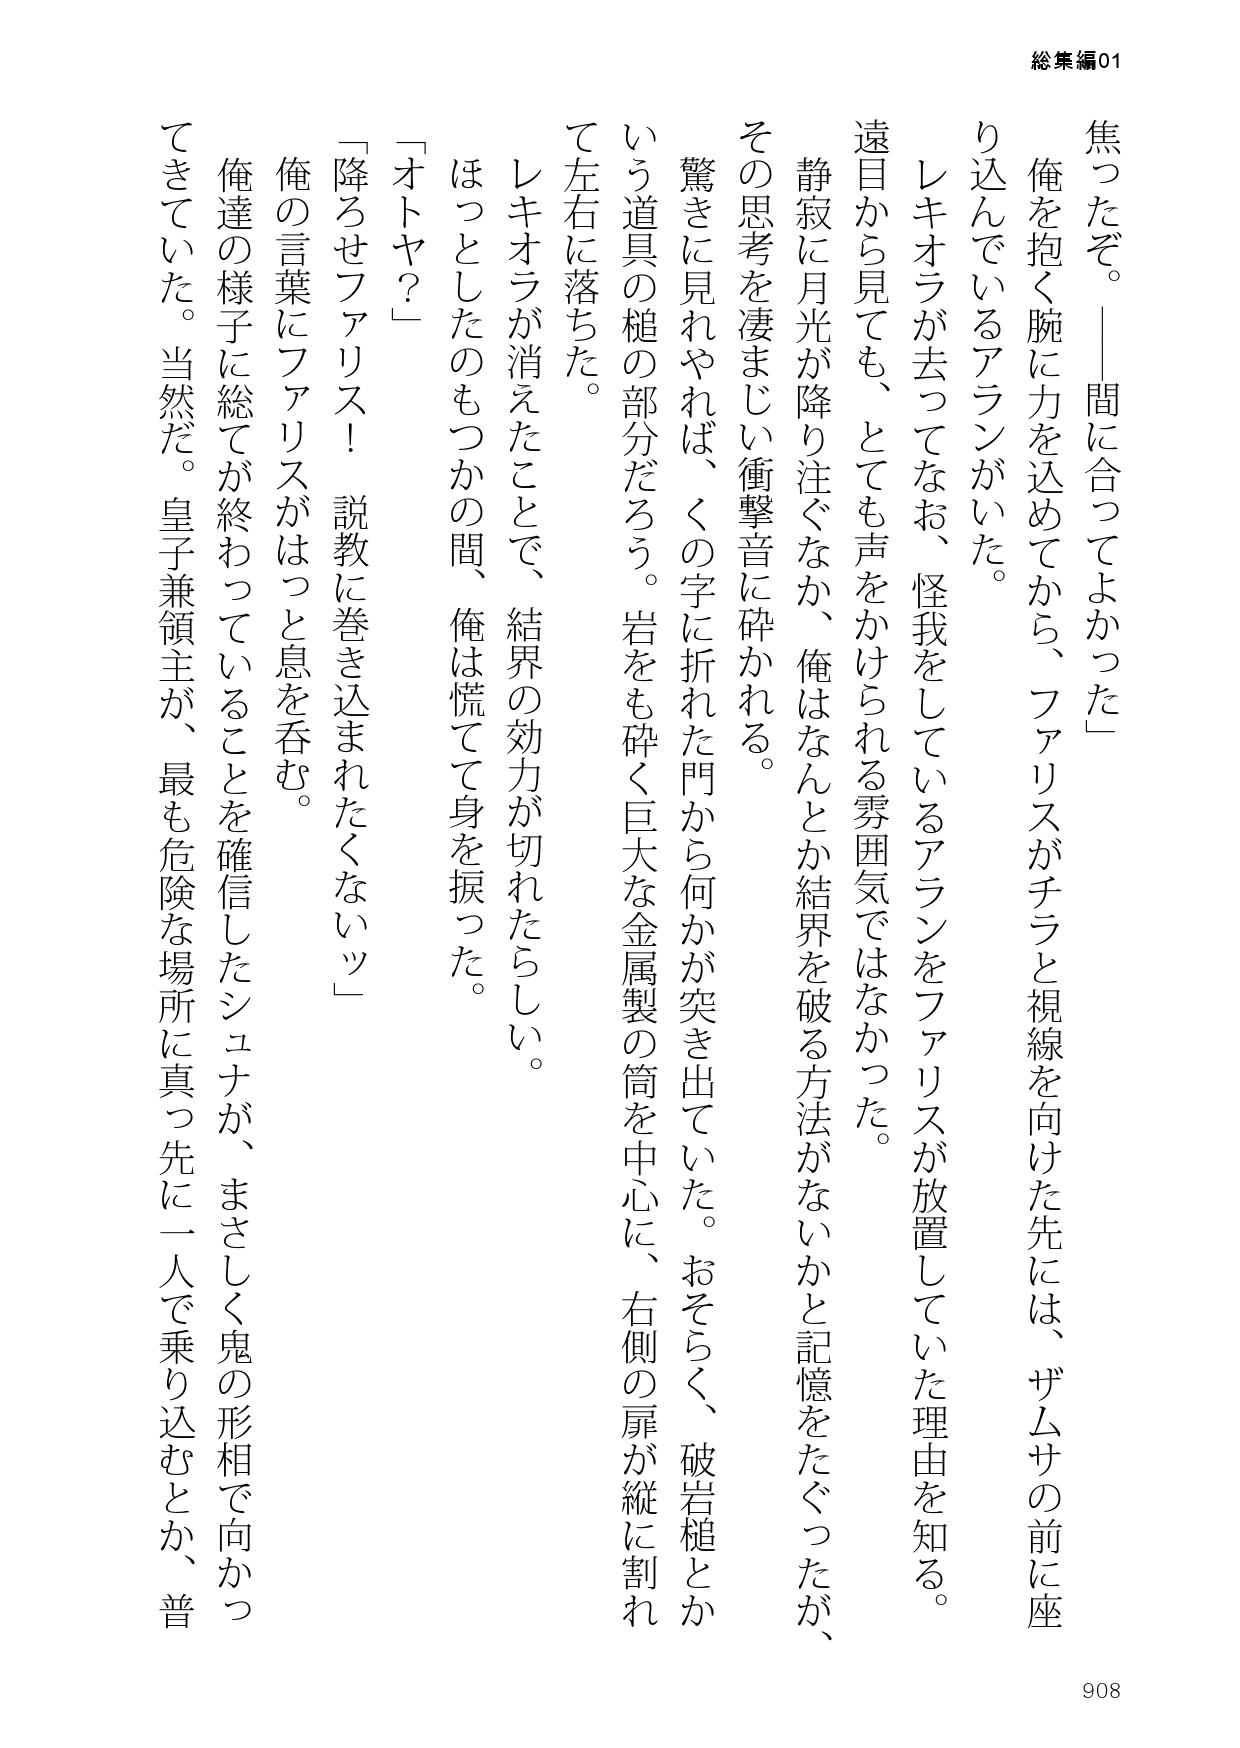 総集編01
焦ったぞ。――間に合ってよかった」
　俺を抱く腕に力を込めてから、ファリスがチラと視線を向けた先には、ザムサの前に座
り込んでいるアランがいた。
　レキオラが去ってなお、怪我をしているアランをファリスが放置していた理由を知る。
遠目から見ても、とても声をかけられる雰囲気ではなかった。
　静寂に月光が降り注ぐなか、俺はなんとか結界を破る方法がないかと記憶をたぐったが、
その思考を凄まじい衝撃音に砕かれる。
　驚きに見れやれば、くの字に折れた門から何かが突き出ていた。おそらく、破岩槌とか
いう道具の槌の部分だろう。岩をも砕く巨大な金属製の筒を中心に、右側の扉が縦に割れ
て左右に落ちた。
　レキオラが消えたことで、結界の効力が切れたらしい。
　ほっとしたのもつかの間、俺は慌てて身を捩った。
「オトヤ？」
「降ろせファリス！　説教に巻き込まれたくないッ」
　俺の言葉にファリスがはっと息を呑む。
　俺達の様子に総てが終わっていることを確信したシュナが、まさしく鬼の形相で向かっ
てきていた。当然だ。皇子兼領主が、最も危険な場所に真っ先に一人で乗り込むとか、普
908